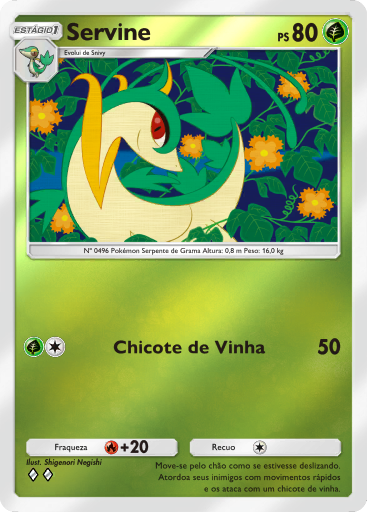 ESTÁGIO 1
Servine
PS 80
Evolui de Snivy
Nº 0496 Pokémon Serpente de Grama Altura: 0,8 m Peso: 16,0 kg
Chicote de Vinha 50
Fraqueza +20
Recuo
Ilust. Shigenori Negishi
Move-se pelo chão como se estivesse deslizando.
Atordoa seus inimigos com movimentos rápidos
e os ataca com um chicote de vinha.